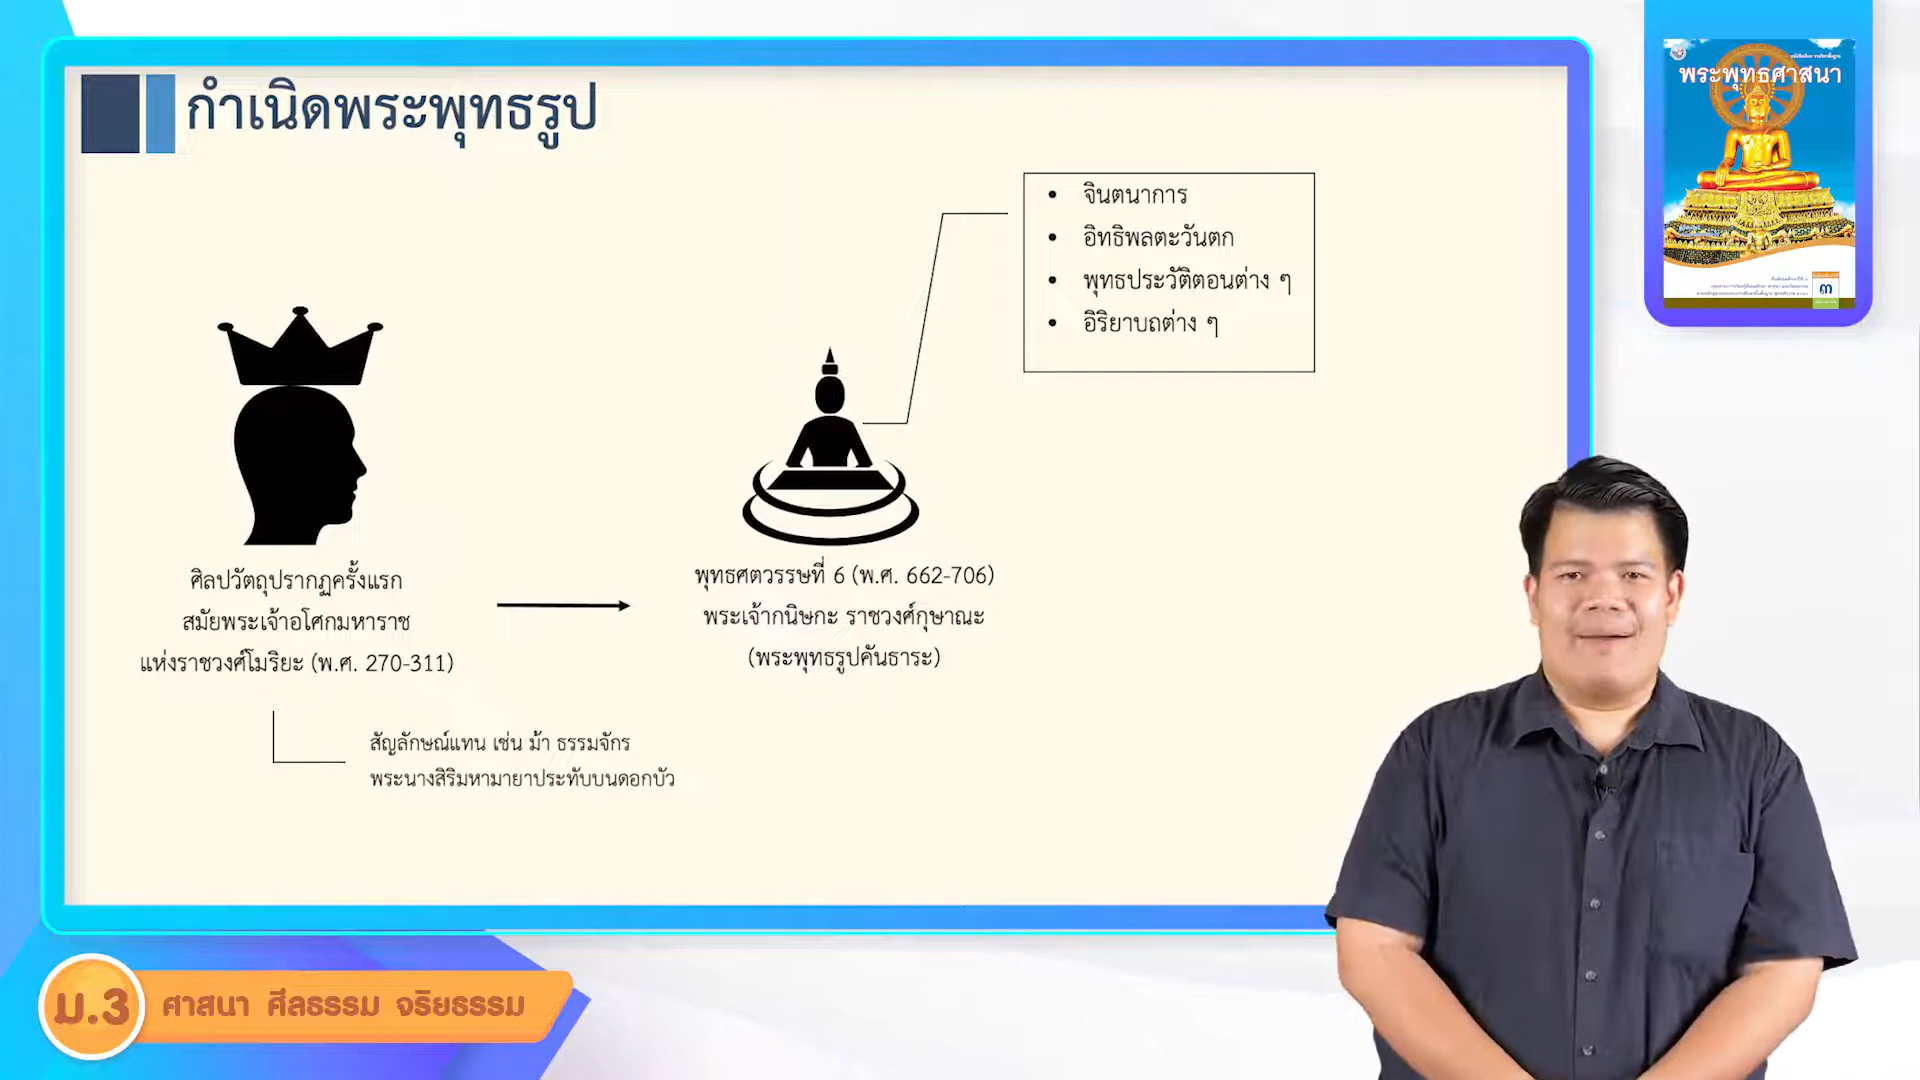 กำเนิดพระพุทธรูป
• จินตนาการ
• อิทธิพลตะวันตก
• พุทธประวัติตอนต่าง ๆ
• อิริยาบถต่าง ๆ
ศิลปวัตถุปรากฏครั้งแรก
สมัยพระเจ้าอโศกมหาราช
แห่งราชวงศ์โมริยะ (พ.ศ. 270-311)
พุทธศตวรรษที่ 6 (พ.ศ. 662-706)
พระเจ้ากนิษกะ ราชวงศ์กุษาณะ
(พระพุทธรูปคันธาระ)
สัญลักษณ์แทน เช่น ม้า ธรรมจักร
พระนางสิริมหามายาประทับบนดอกบัว
พระพุทธศาสนา
๓
ม.3 ศาสนา ศีลธรรม จริยธรรม